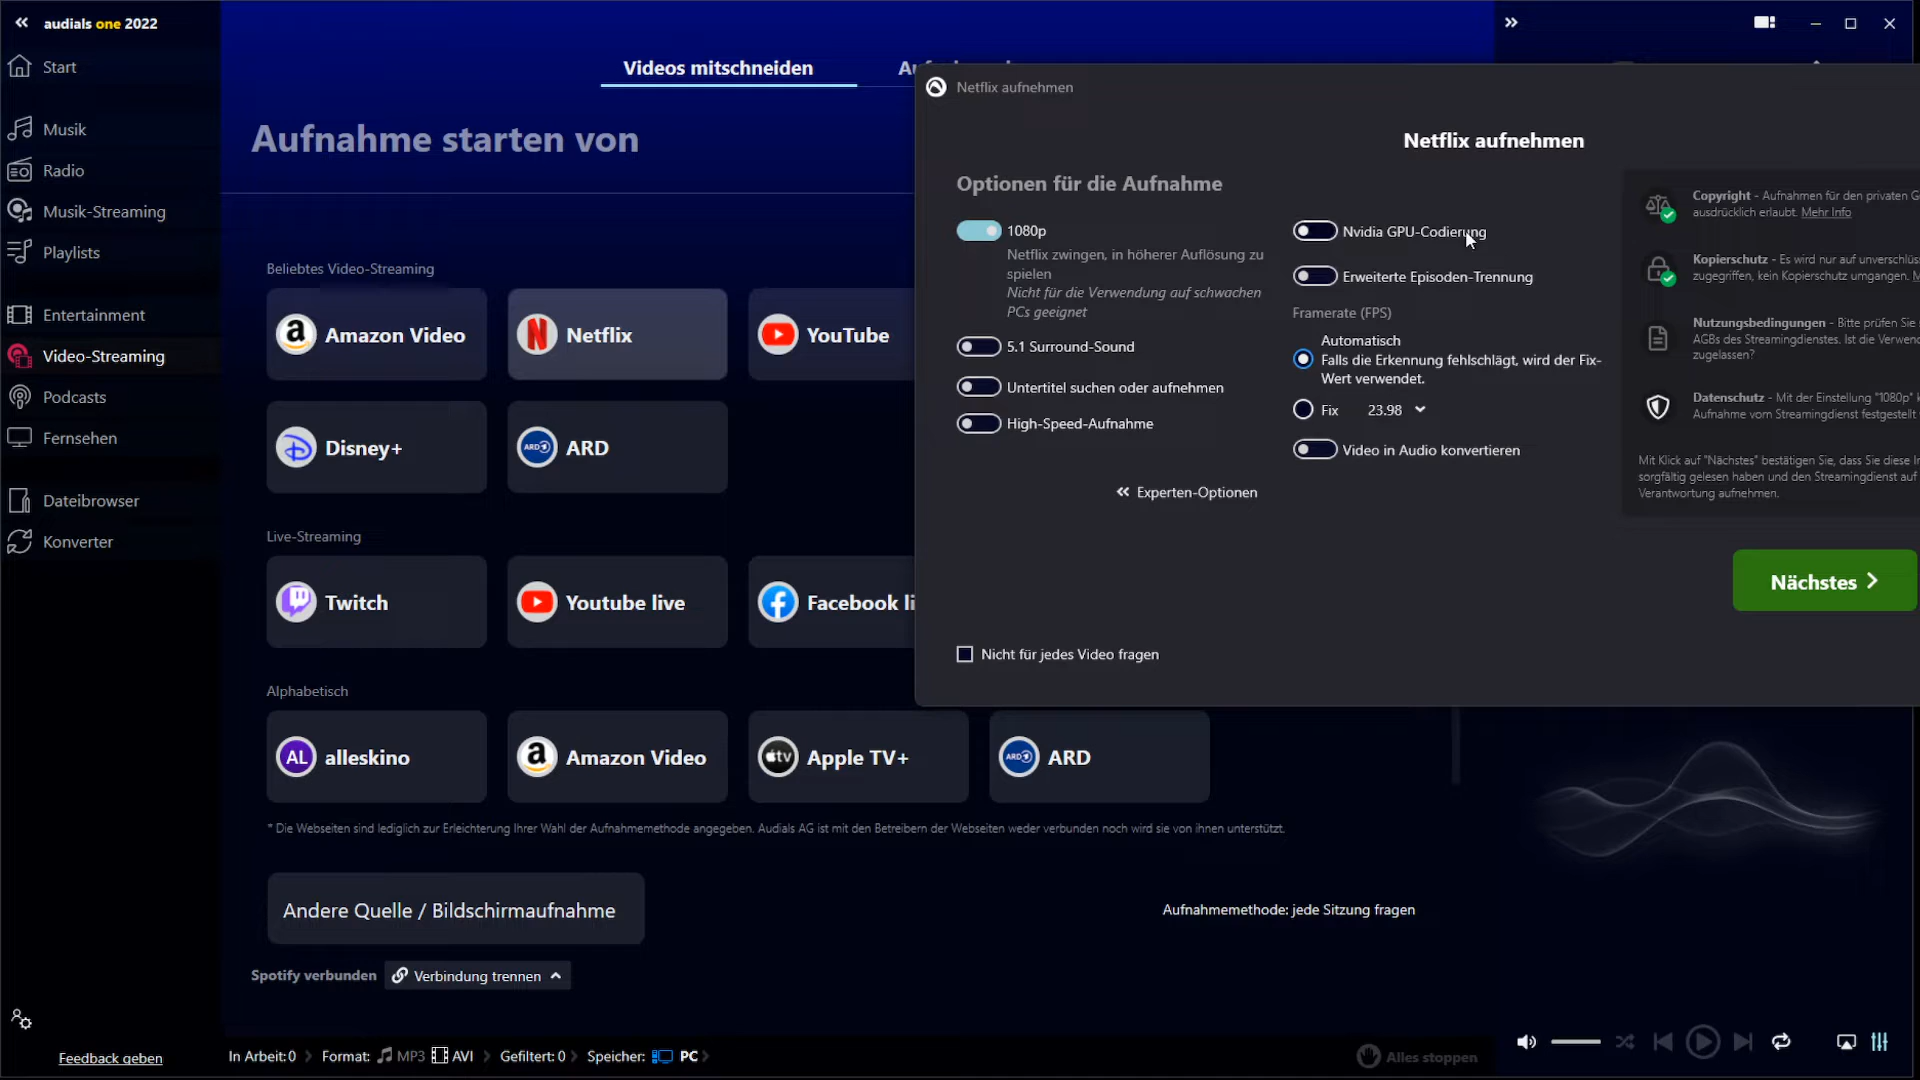 audials one 2022
Start
Musik
Radio
Musik-Streaming
Playlists
Entertainment
Video-Streaming
Podcasts
Fernsehen
Dateibrowser
Konverter
Feedback geben
Videos mitschneiden
Aufnahme starten von
Beliebtes Video-Streaming
Amazon Video
Netflix
YouTube
Disney+
ARD
Live-Streaming
Twitch
Youtube live
Facebook li
Alphabetisch
AL alleskino
Amazon Video
Apple TV+
ARD
* Die Webseiten sind lediglich zur Erleichterung Ihrer Wahl der Aufnahmemethode angegeben. Audials AG ist mit den Betreibern der Webseiten weder verbunden noch wird sie von ihnen unterstützt.
Andere Quelle / Bildschirmaufnahme
Aufnahmemethode: jede Sitzung fragen
Spotify verbunden
Verbindung trennen
In Arbeit: 0
Format: MP3 AVI
Gefiltert: 0
Speicher: PC
Alles stoppen
Netflix aufnehmen
Netflix aufnehmen
Optionen für die Aufnahme
1080p
Netflix zwingen, in höherer Auflösung zu
spielen
Nicht für die Verwendung auf schwachen
PCs geeignet
5.1 Surround-Sound
Untertitel suchen oder aufnehmen
High-Speed-Aufnahme
Experten-Optionen
Nicht für jedes Video fragen
Nvidia GPU-Codierung
Erweiterte Episoden-Trennung
Framerate (FPS)
Automatisch
Falls die Erkennung fehlschlägt, wird der Fix-
Wert verwendet.
Fix 23.98
Video in Audio konvertieren
Copyright - Aufnahmen für den privaten G
ausdrücklich erlaubt. Mehr Info
Kopierschutz - Es wird nur auf unverschlüs
zugegriffen, kein Kopierschutz umgangen. M
Nutzungsbedingungen - Bitte prüfen Sie
AGBs des Streamingdienstes. Ist die Verwen
zugelassen?
Datenschutz - Mit der Einstellung "1080p" k
Aufnahme vom Streamingdienst festgestellt
Mit Klick auf "Nächstes" bestätigen Sie, dass Sie diese In
sorgfältig gelesen haben und den Streamingdienst auf
Verantwortung aufnehmen.
Nächstes